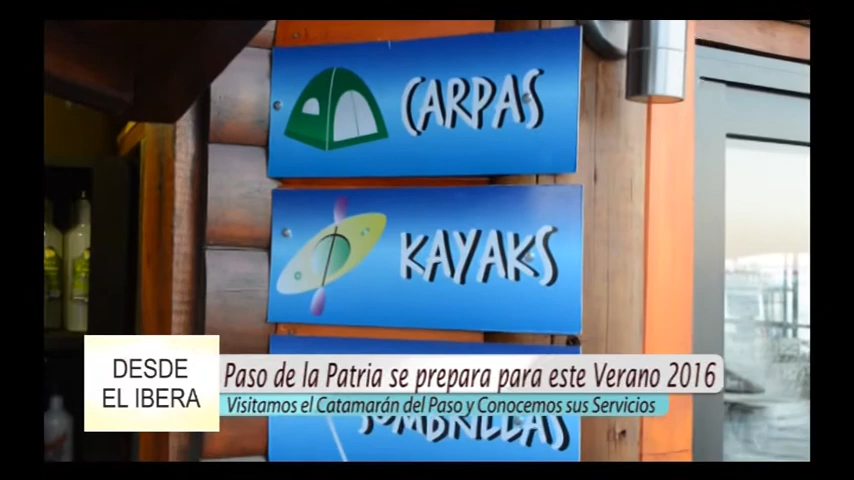 CARPAS
KAYAKS
DESDE
EL IBERA
Paso de la Patria se prepara para este Verano 2016
Visitamos el Catamarán del Paso y Conocemos sus Servicios
SOMBRILLAS